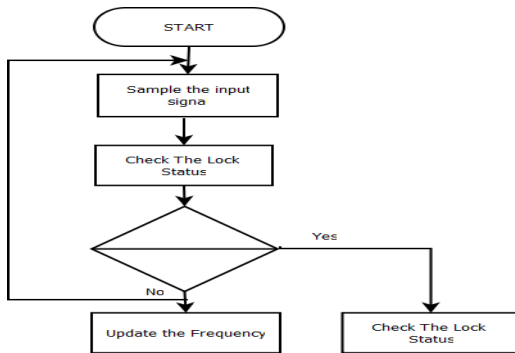 START
Sample the input
signa
Check The Lock
Status
Yes
No
Update the Frequency
Check The Lock
Status